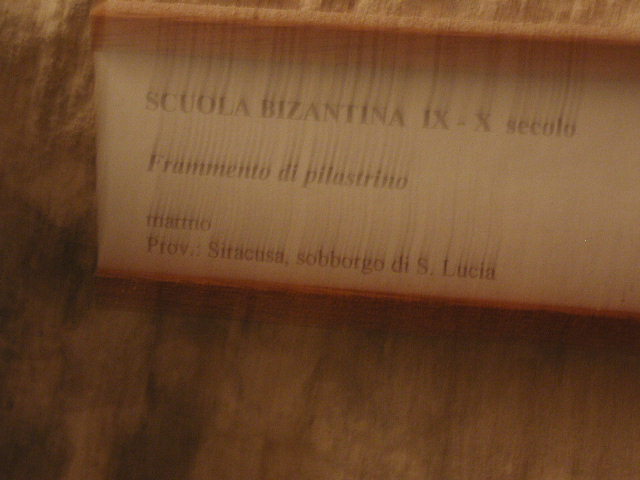 SCUOLA BIZANTINA IX - X secolo
Frammento di pilastrino
marmo
Prov.: Siracusa, sobborgo di S. Lucia